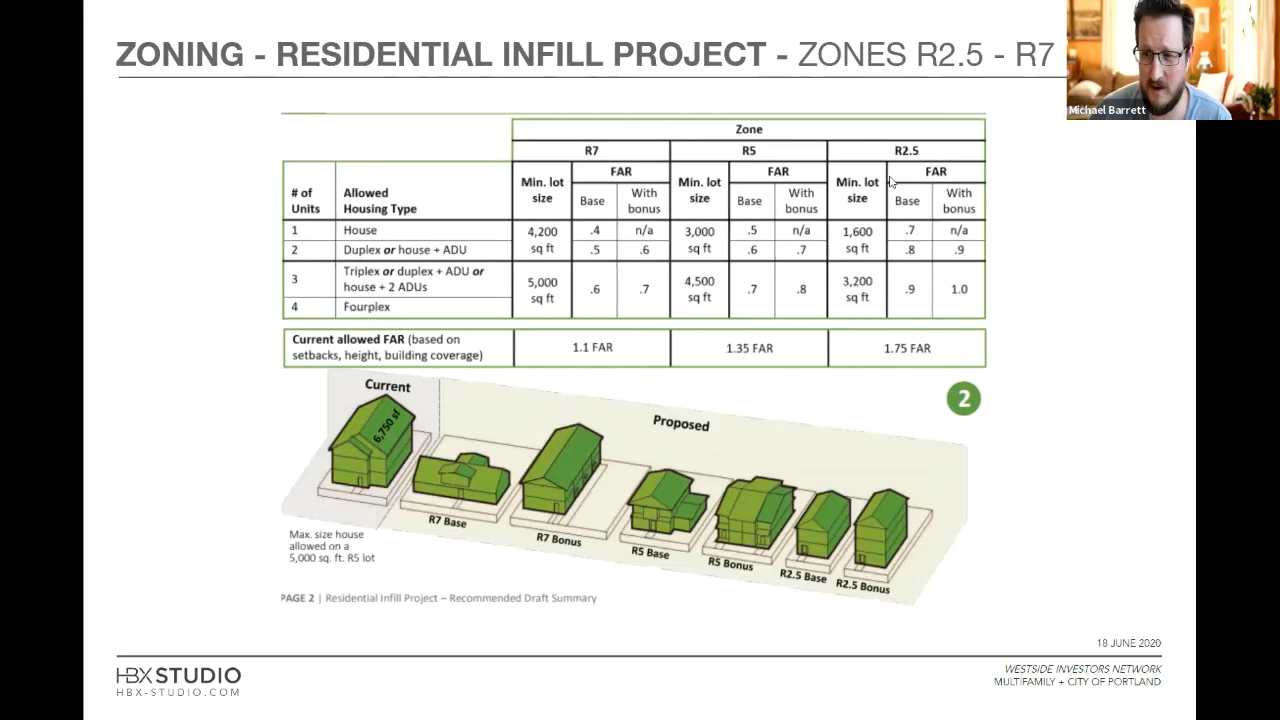 ZONING - RESIDENTIAL INFILL PROJECT - ZONES R2.5 - R7
Michael Barrett
Zone
R7 R5 R2.5
# of Units Allowed Housing Type Min. lot size FAR Min. lot size FAR Min. lot size FAR
Base With bonus Base With bonus Base With bonus
1 House 4,200 sq ft .4 n/a 3,000 sq ft .5 n/a 1,600 sq ft .7 n/a
2 Duplex or house + ADU .5 .6 .6 .7 .8 .9
3 Triplex or duplex + ADU or house + 2 ADUs 5,000 sq ft .6 .7 4,500 sq ft .7 .8 3,200 sq ft .9 1.0
4 Fourplex
Current allowed FAR (based on
setbacks, height, building coverage) 1.1 FAR 1.35 FAR 1.75 FAR
Current
2
Proposed
6,750 sf
R7 Base
R7 Bonus
R5 Base
R5 Bonus
R2.5 Base
R2.5 Bonus
Max. size house
allowed on a
5,000 sq. ft. R5 lot
PAGE 2 | Residential Infill Project – Recommended Draft Summary
18 JUNE 2020
HBX STUDIO
HBX-STUDIO.COM
WESTSIDE INVESTORS NETWORK
MULTIFAMILY + CITY OF PORTLAND